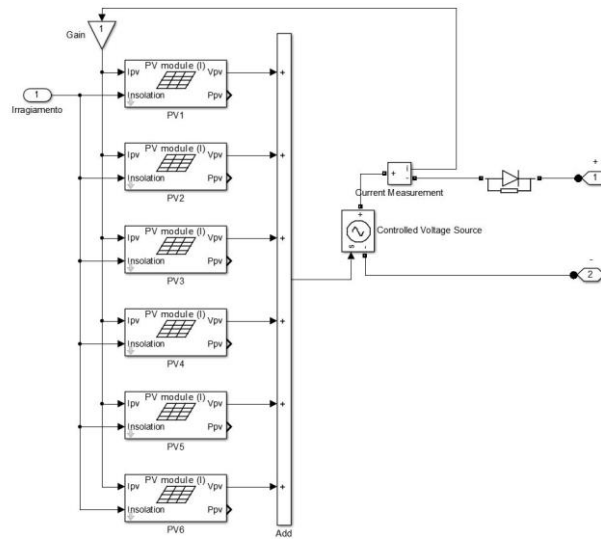 1
Gain
PV module (I)
Ipv Vpv
Insolation Ppv
PV1
1
Irragiamento
PV module (I)
Ipv Vpv
Insolation Ppv
PV2
PV module (I)
Ipv Vpv
Insolation Ppv
PV3
PV module (I)
Ipv Vpv
Insolation Ppv
PV4
PV module (I)
Ipv Vpv
Insolation Ppv
PV5
PV module (I)
Ipv Vpv
Insolation Ppv
PV6
+
+
+
+
+
+
Add
+ i
-
Current Measurement
+
s -
Controlled Voltage Source
+
1
-
2